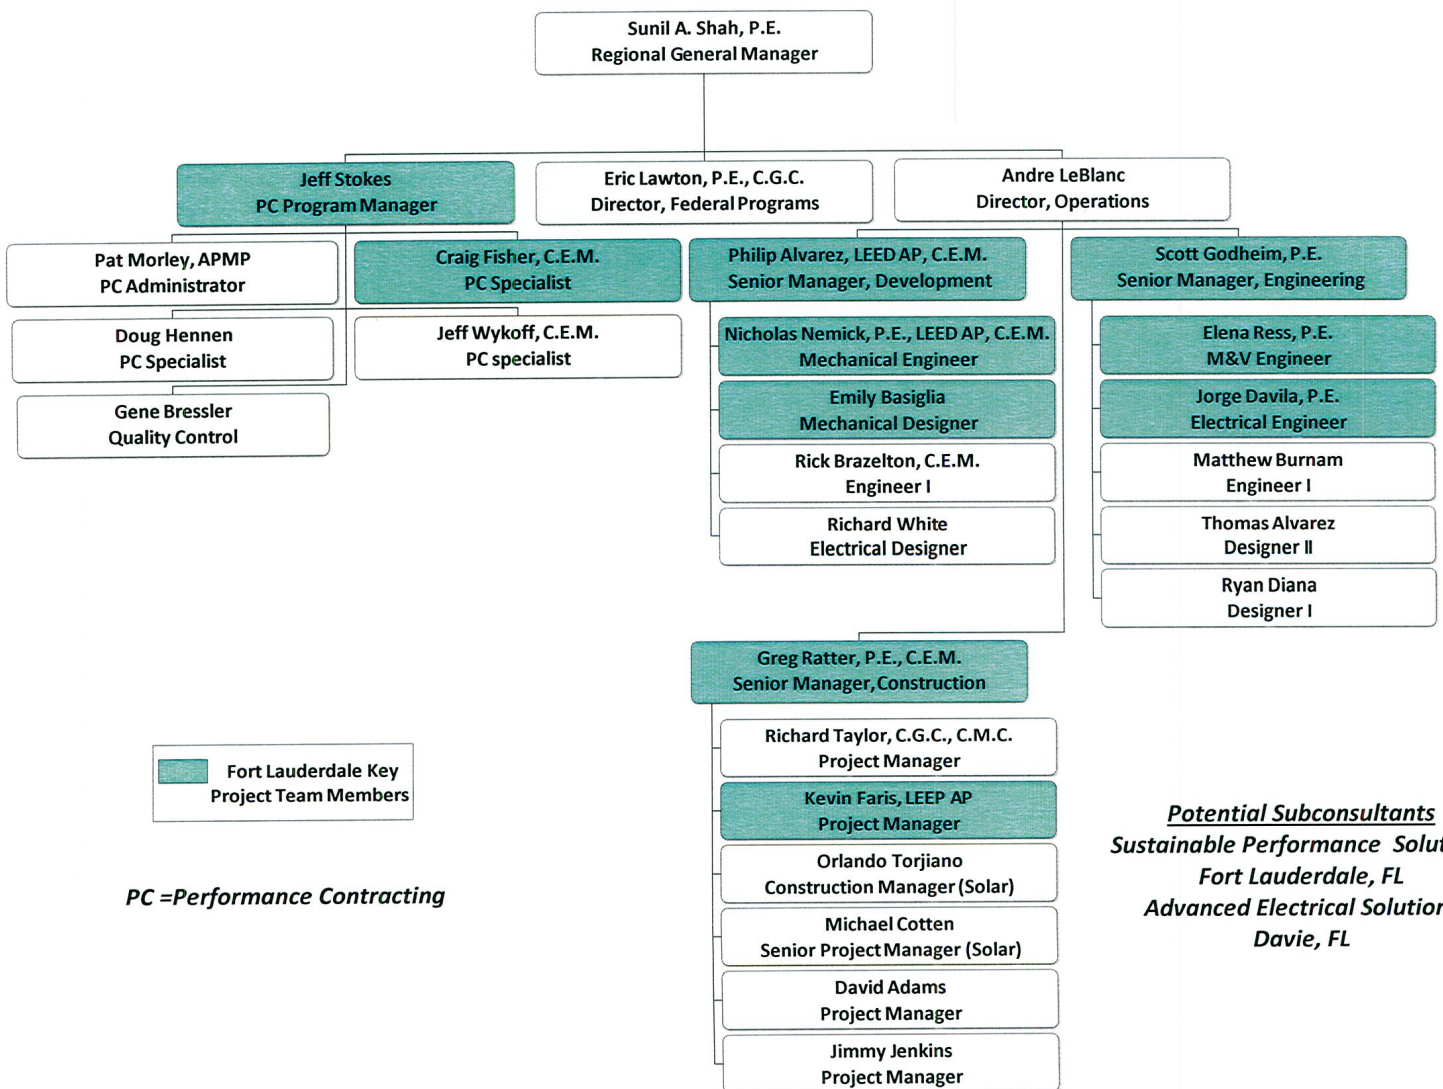 Sunil A. Shah, P.E.
Regional General Manager
Jeff Stokes
PC Program Manager
Eric Lawton, P.E., C.G.C.
Director, Federal Programs
Andre LeBlanc
Director, Operations
Pat Morley, APMP
PC Administrator
Craig Fisher, C.E.M.
PC Specialist
Doug Hennen
PC Specialist
Jeff Wykoff, C.E.M.
PC specialist
Gene Bressler
Quality Control
Philip Alvarez, LEED AP, C.E.M.
Senior Manager, Development
Nicholas Nemick, P.E., LEED AP, C.E.M.
Mechanical Engineer
Emily Basiglia
Mechanical Designer
Rick Brazelton, C.E.M.
Engineer I
Richard White
Electrical Designer
Scott Godheim, P.E.
Senior Manager, Engineering
Elena Ress, P.E.
M&V Engineer
Jorge Davila, P.E.
Electrical Engineer
Matthew Burnam
Engineer I
Thomas Alvarez
Designer II
Ryan Diana
Designer I
Greg Ratter, P.E., C.E.M.
Senior Manager, Construction
Richard Taylor, C.G.C., C.M.C.
Project Manager
Kevin Faris, LEEP AP
Project Manager
Orlando Torjiano
Construction Manager (Solar)
Michael Cotten
Senior Project Manager (Solar)
David Adams
Project Manager
Jimmy Jenkins
Project Manager
Fort Lauderdale Key
Project Team Members
PC =Performance Contracting
Potential Subconsultants
Sustainable Performance
Fort Lauderdale, FL
Advanced Electrical
Davie, FL